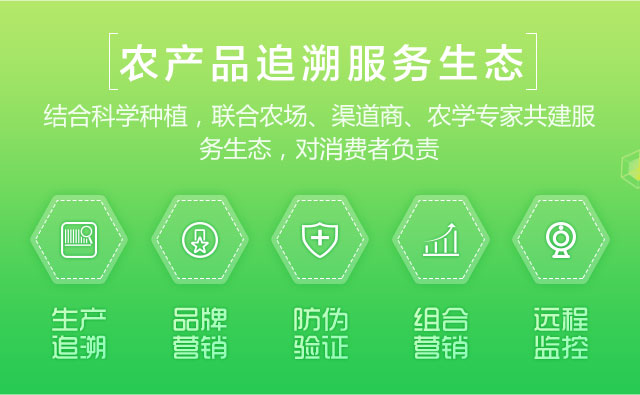 农产品追溯服务生态
结合科学种植，联合农场、渠道商、农学专家共建服
务生态，对消费者负责
生产 品牌 防伪 组合 远程
追溯 营销 验证 营销 监控